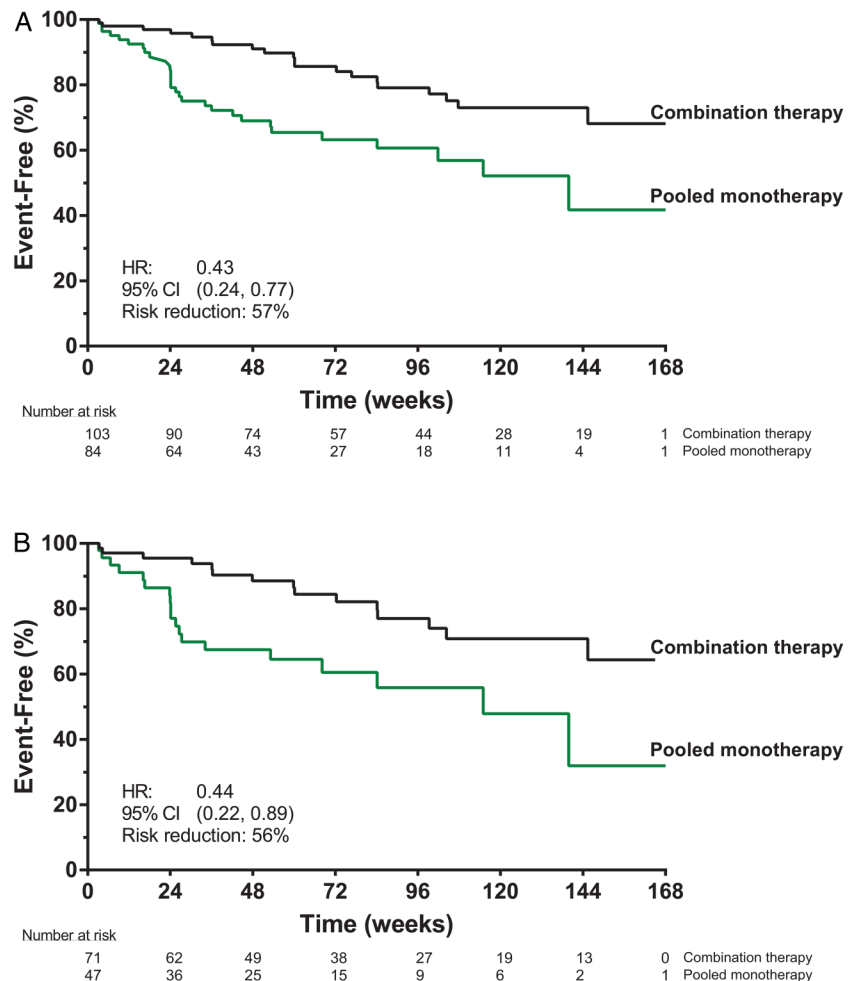 A
100
80
60
40
20
0
Event-Free (%)
Combination therapy
Pooled monotherapy
HR: 0.43
95% CI (0.24, 0.77)
Risk reduction: 57%
0 24 48 72 96 120 144 168
Time (weeks)
Number at risk
103 90 74 57 44 28 19 1 Combination therapy
84 64 43 27 18 11 4 1 Pooled monotherapy
B
100
80
60
40
20
0
Event-Free (%)
Combination therapy
Pooled monotherapy
HR: 0.44
95% CI (0.22, 0.89)
Risk reduction: 56%
0 24 48 72 96 120 144 168
Time (weeks)
Number at risk
71 62 49 38 27 19 13 0 Combination therapy
47 36 25 15 9 6 2 1 Pooled monotherapy